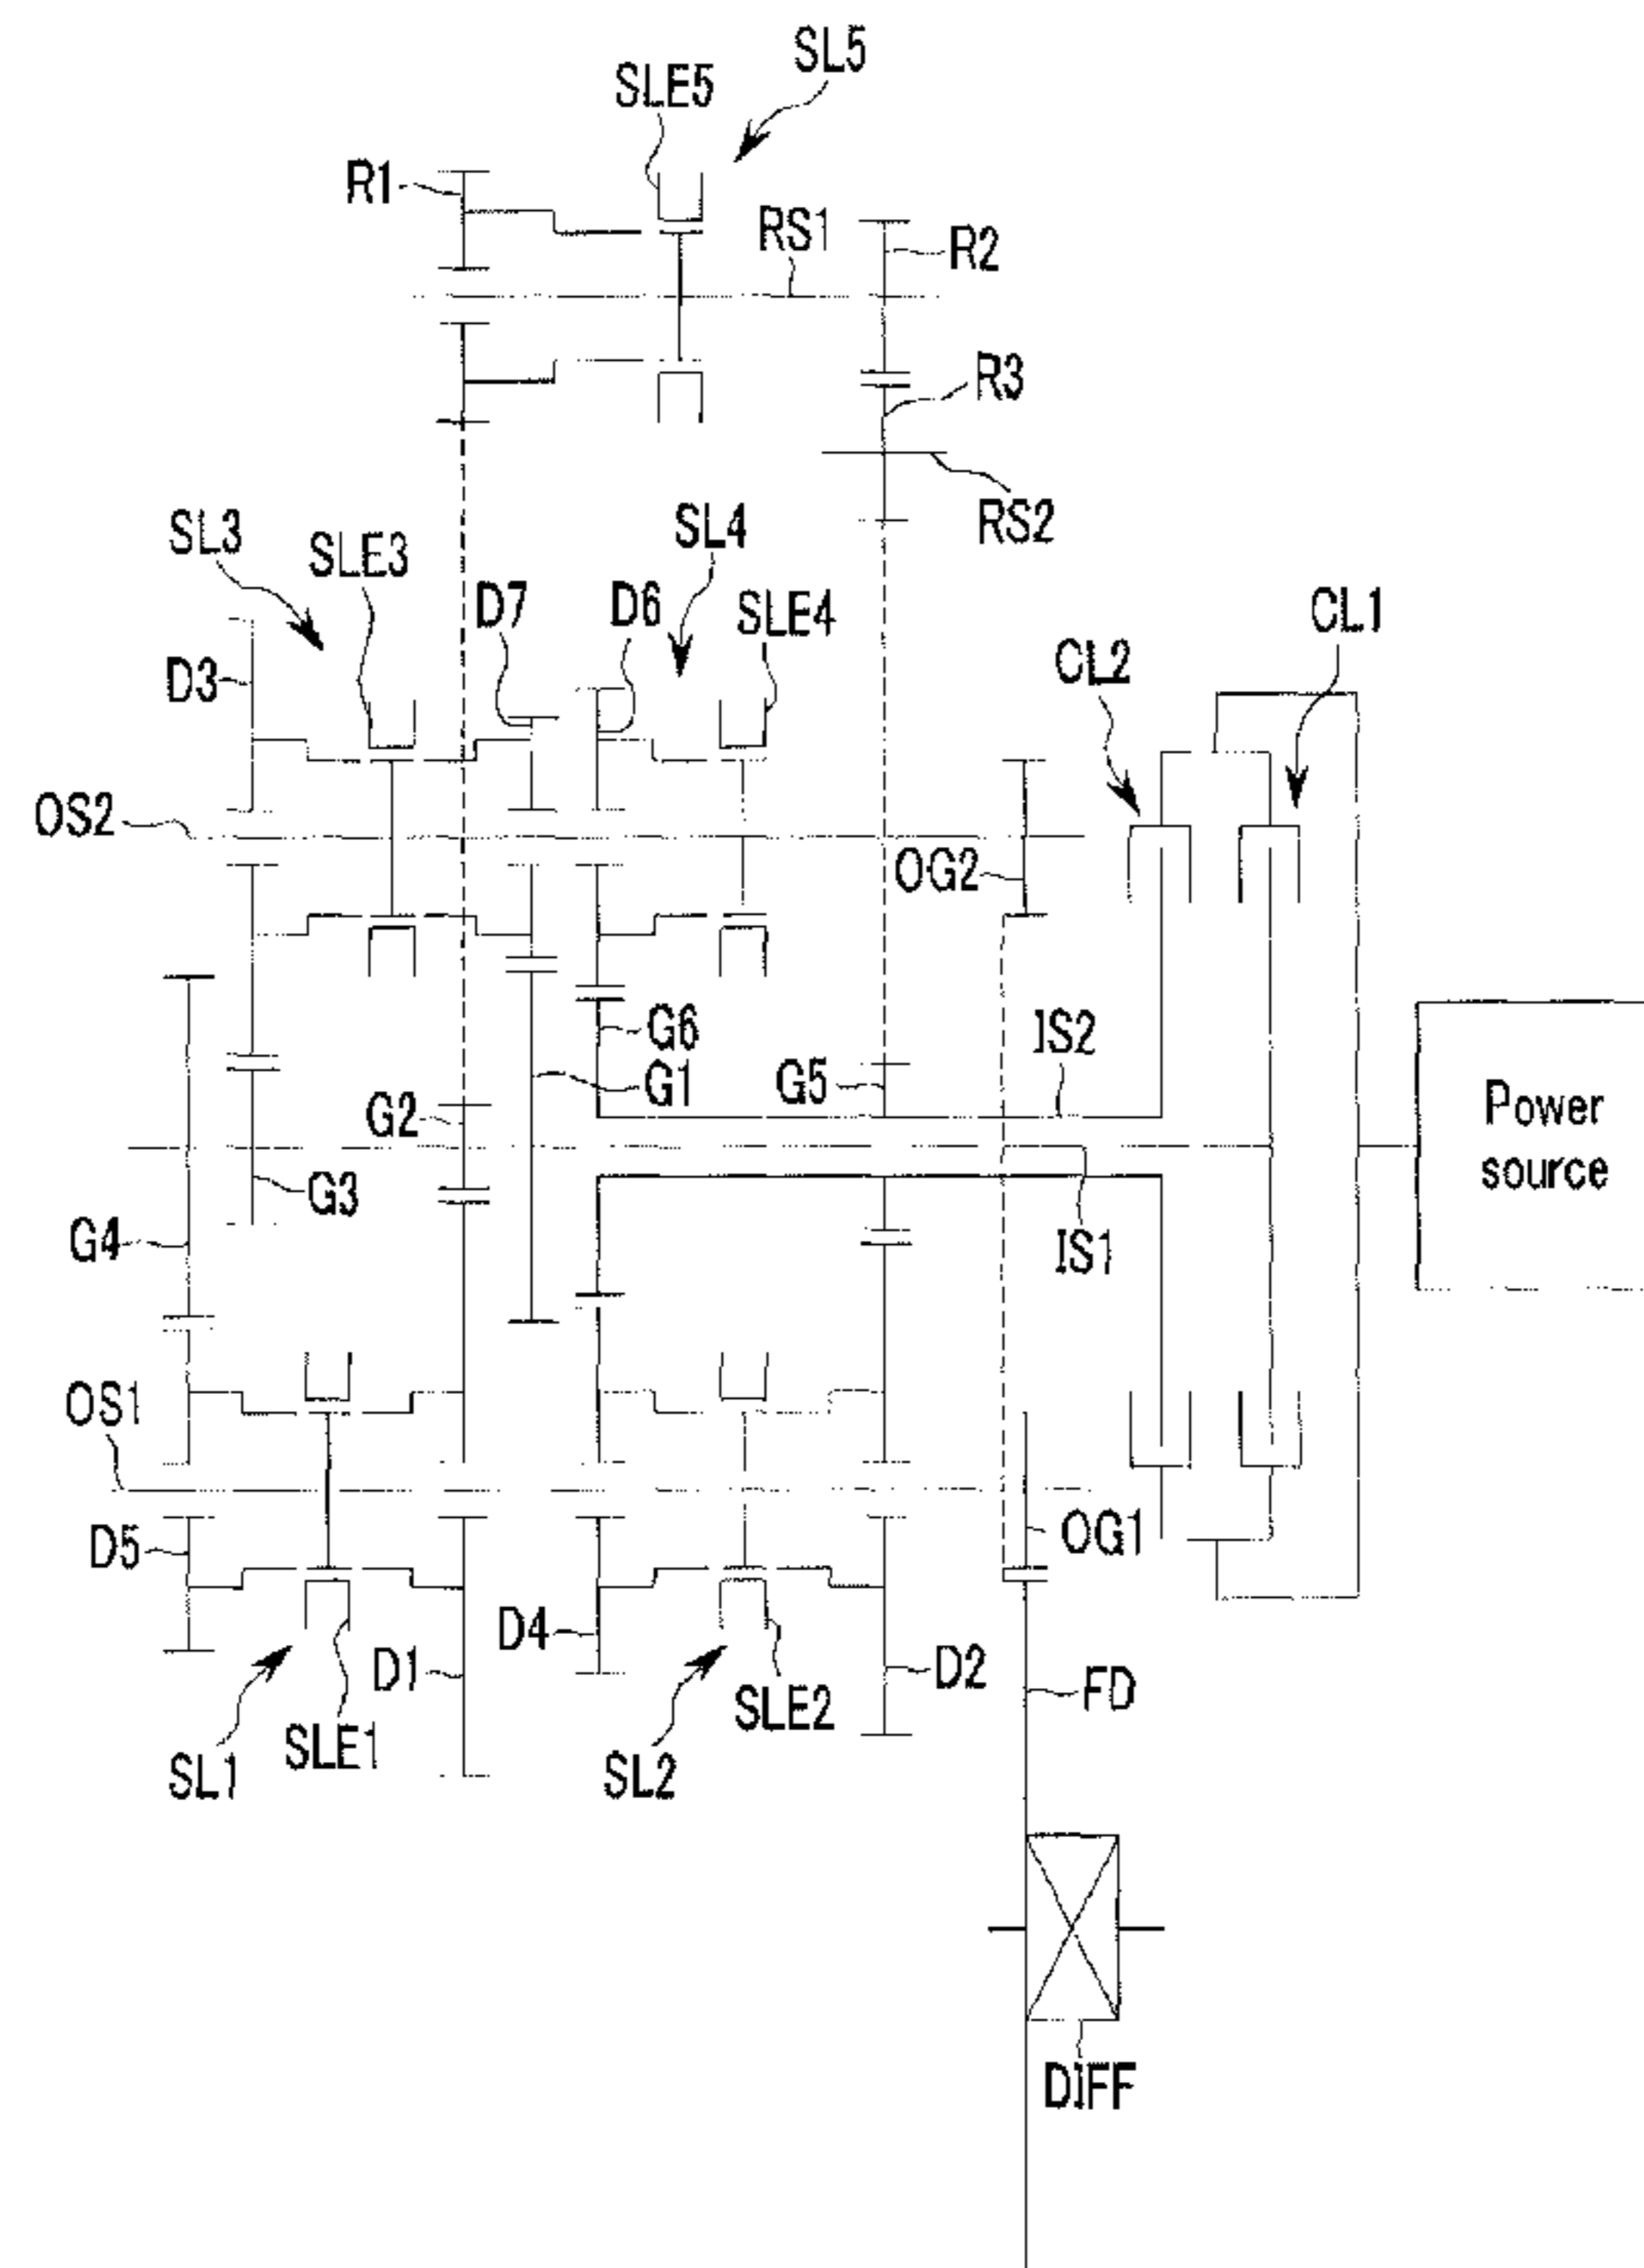 SL5
SLE5
R1
RS1
R2
R3
RS2
SL3
SLE3
SL4
D7
D6
SLE4
CL1
CL2
D3
OS2
OG2
G6
IS2
G1
G5
G2
Power
source
G3
G4
IS1
OS1
D5
OG1
D4
D1
D2
FD
SLE2
SLE1
SL1
SL2
DIFF